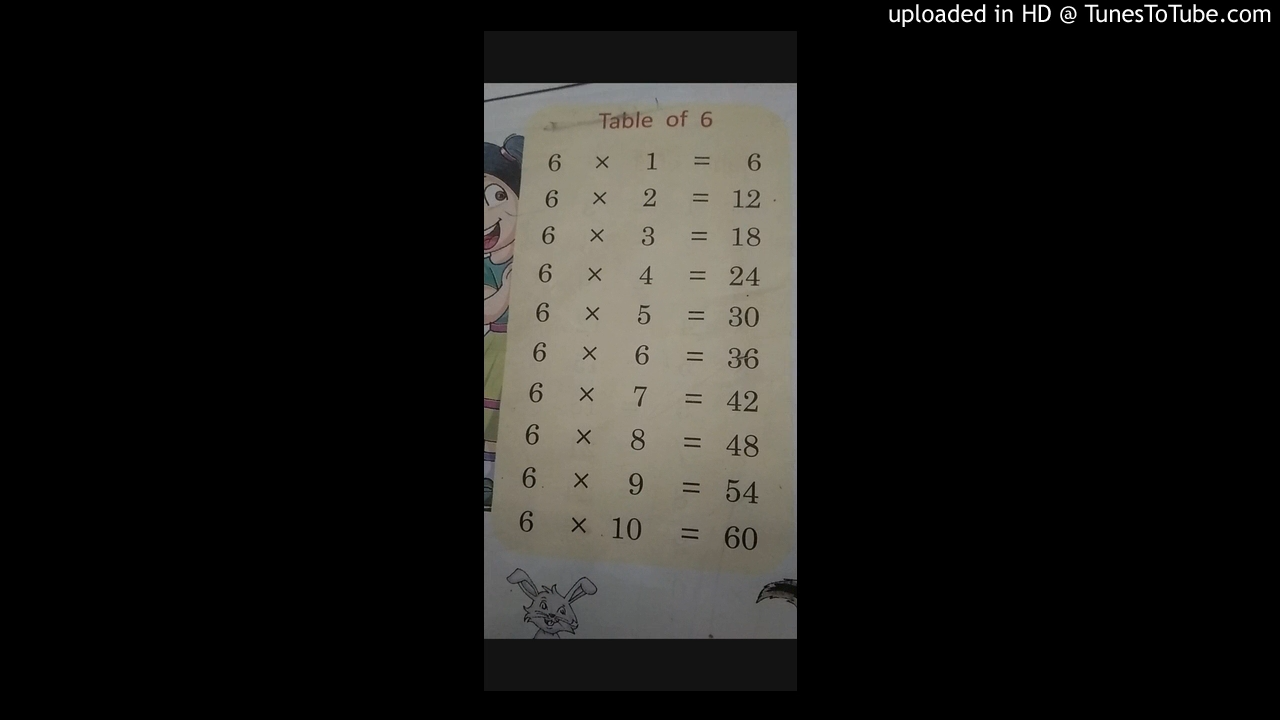 uploaded in HD @ TunesToTube.com
Table of 6
6 × 1 = 6
6 × 2 = 12
6 × 3 = 18
6 × 4 = 24
6 × 5 = 30
6 × 6 = 36
6 × 7 = 42
6 × 8 = 48
6 × 9 = 54
6 × 10 = 60